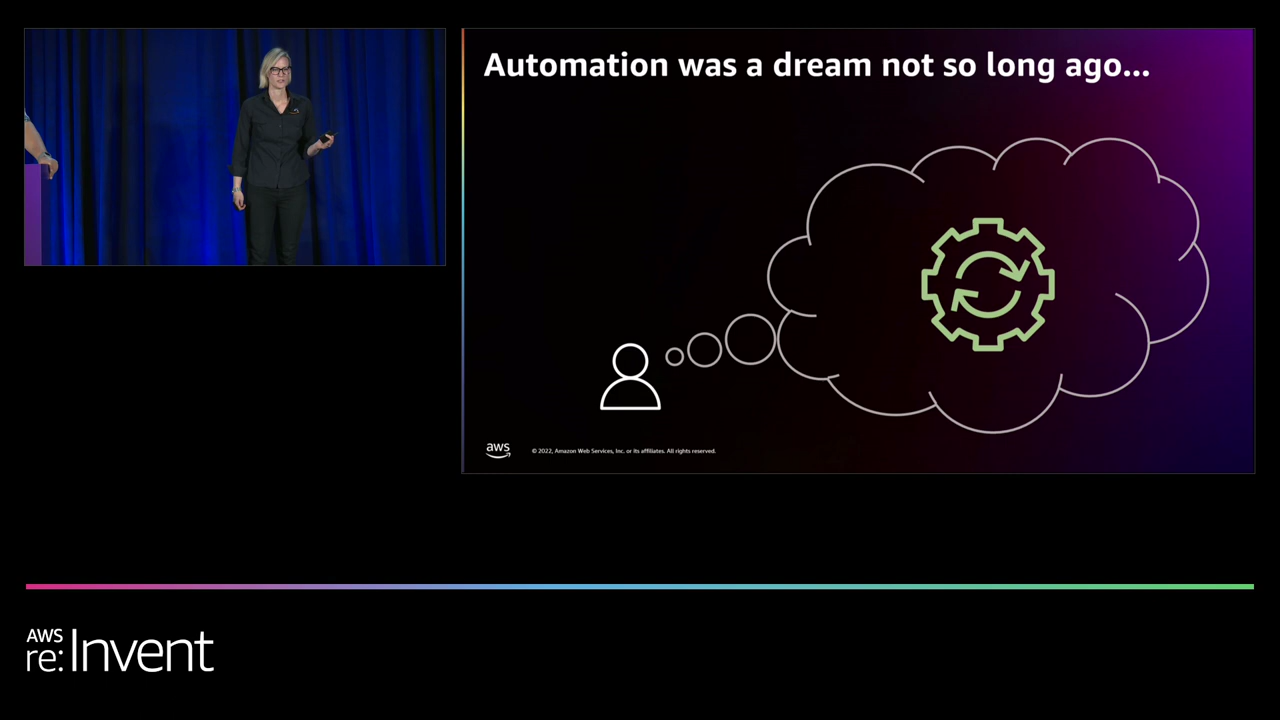 Automation was a dream not so long ago...
aws
© 2022, Amazon Web Services, Inc. or its affiliates. All rights reserved.
AWS
re:Invent